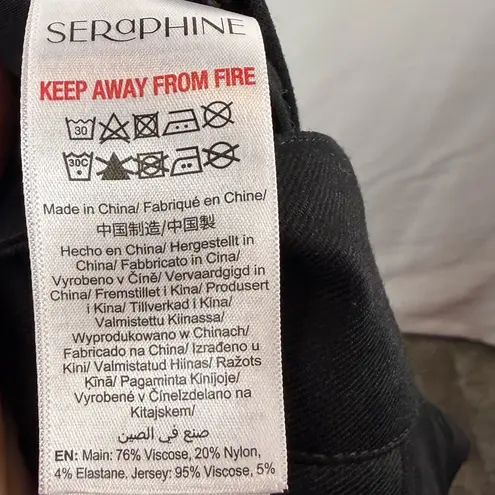 SERaPHINE
KEEP AWAY FROM FIRE
30
30C
Made in China/ Fabriqué en Chine/
中国制造/中国製
Hecho en China/ Hergestellt in
China/ Fabbricato in Cina/
Vyrobeno v Číně/ Vervaardigd in
China/ Fremstillet i Kina/ Produsert
i Kina/ Tillverkad i Kina/
Valmistettu Kiinassa/
Wyprodukowano w Chinach/
Fabricado na China/ Izrađeno u
Kini/ Valmistatud Hiinas/ Ražots
Kīnā/ Pagaminta Kinijoje/
Vyrobené v ČíneIzdelano na
Kitajskem/
صنع في الصين
EN: Main: 76% Viscose, 20% Nylon,
4% Elastane. Jersey: 95% Viscose, 5%